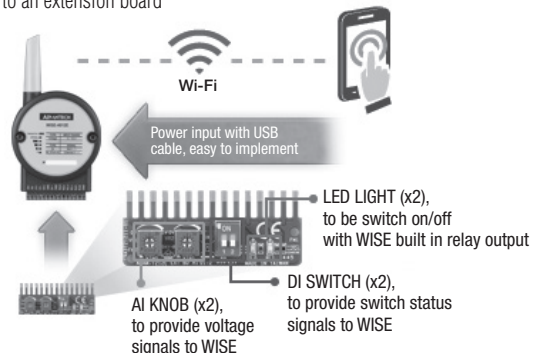 to an extension board
Wi-Fi
ADVANTECH
Power input with USB
cable, easy to implement
ON
LED LIGHT (x2),
to be switch on/off
with WISE built in relay output
DI SWITCH (x2),
to provide switch status
signals to WISE
AI KNOB (x2),
to provide voltage
signals to WISE